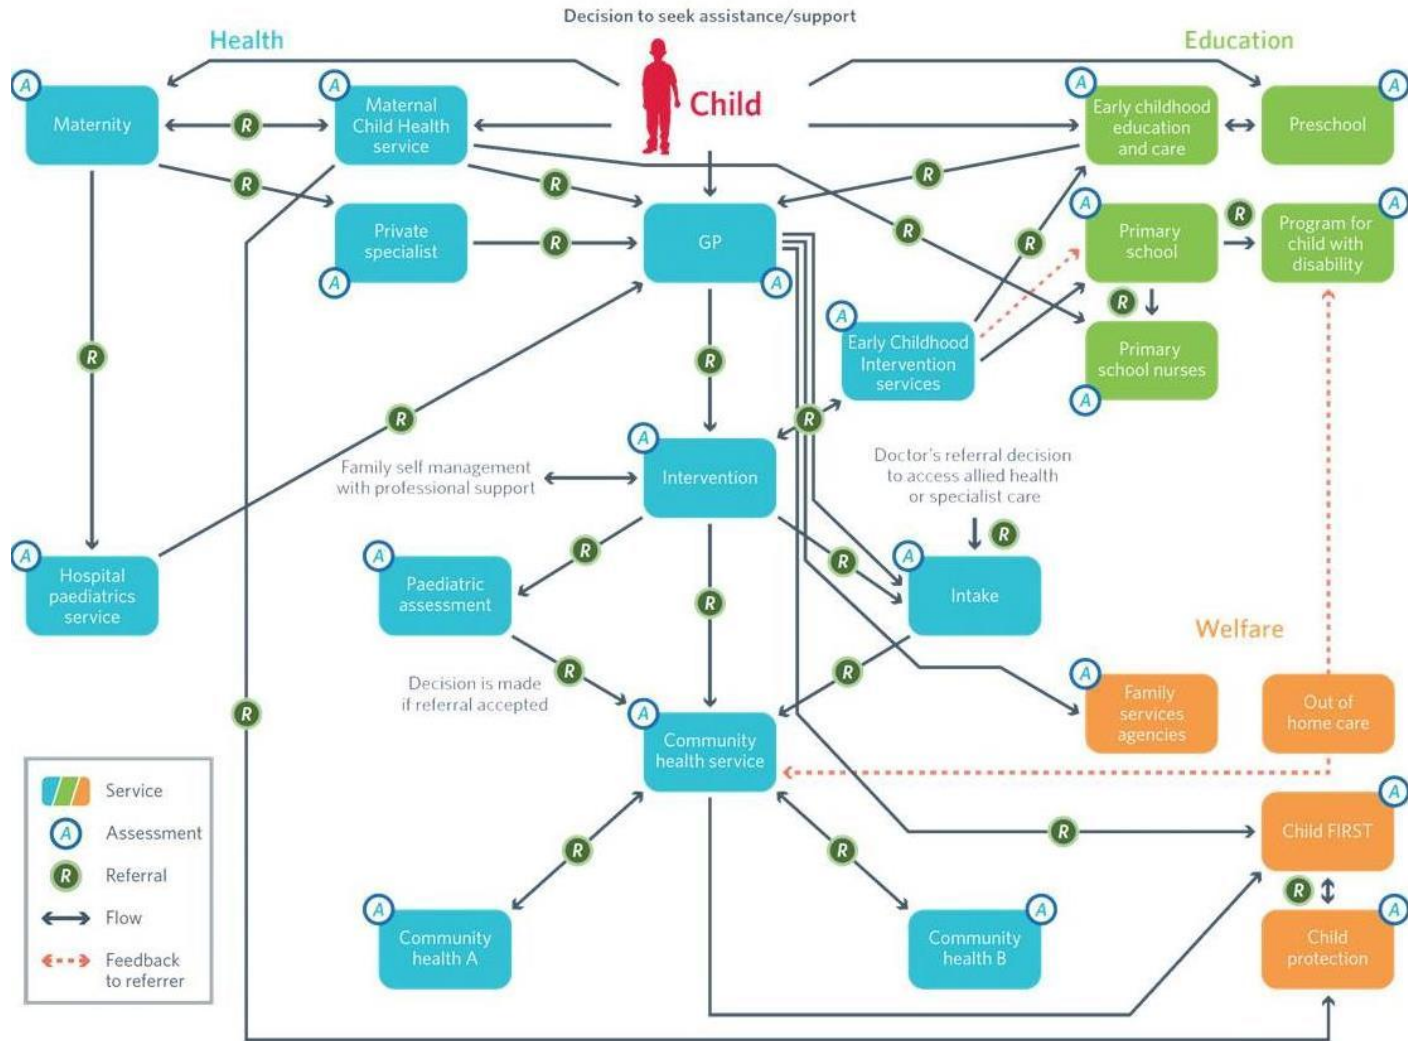 Decision to seek assistance/support
Health
Education
Child
A
Maternity
R
A
Maternal
Child Health
service
A
Early childhood
education
and care
A
Preschool
R
R
R
A
Private
specialist
R
GP
A
R
A
Primary
school
R
A
Program for
child with
disability
R
R
R
A
Early Childhood
Intervention
services
Primary
school nurses
A
R
R
R
R
A
Intervention
Family self management
with professional support
Doctor's referral decision
to access allied health
or specialist care
R
A
Hospital
paediatrics
service
A
Paediatric
assessment
R
R
R
A
Intake
Welfare
Decision is made
if referral accepted
R
R
A
Family
services
agencies
Out of
home care
R
A
Community
health service
R
A
Child FIRST
R
R
R
A
Community
health A
A
Community
health B
A
Child
protection
Service
A
Assessment
R
Referral
Flow
Feedback
to referrer